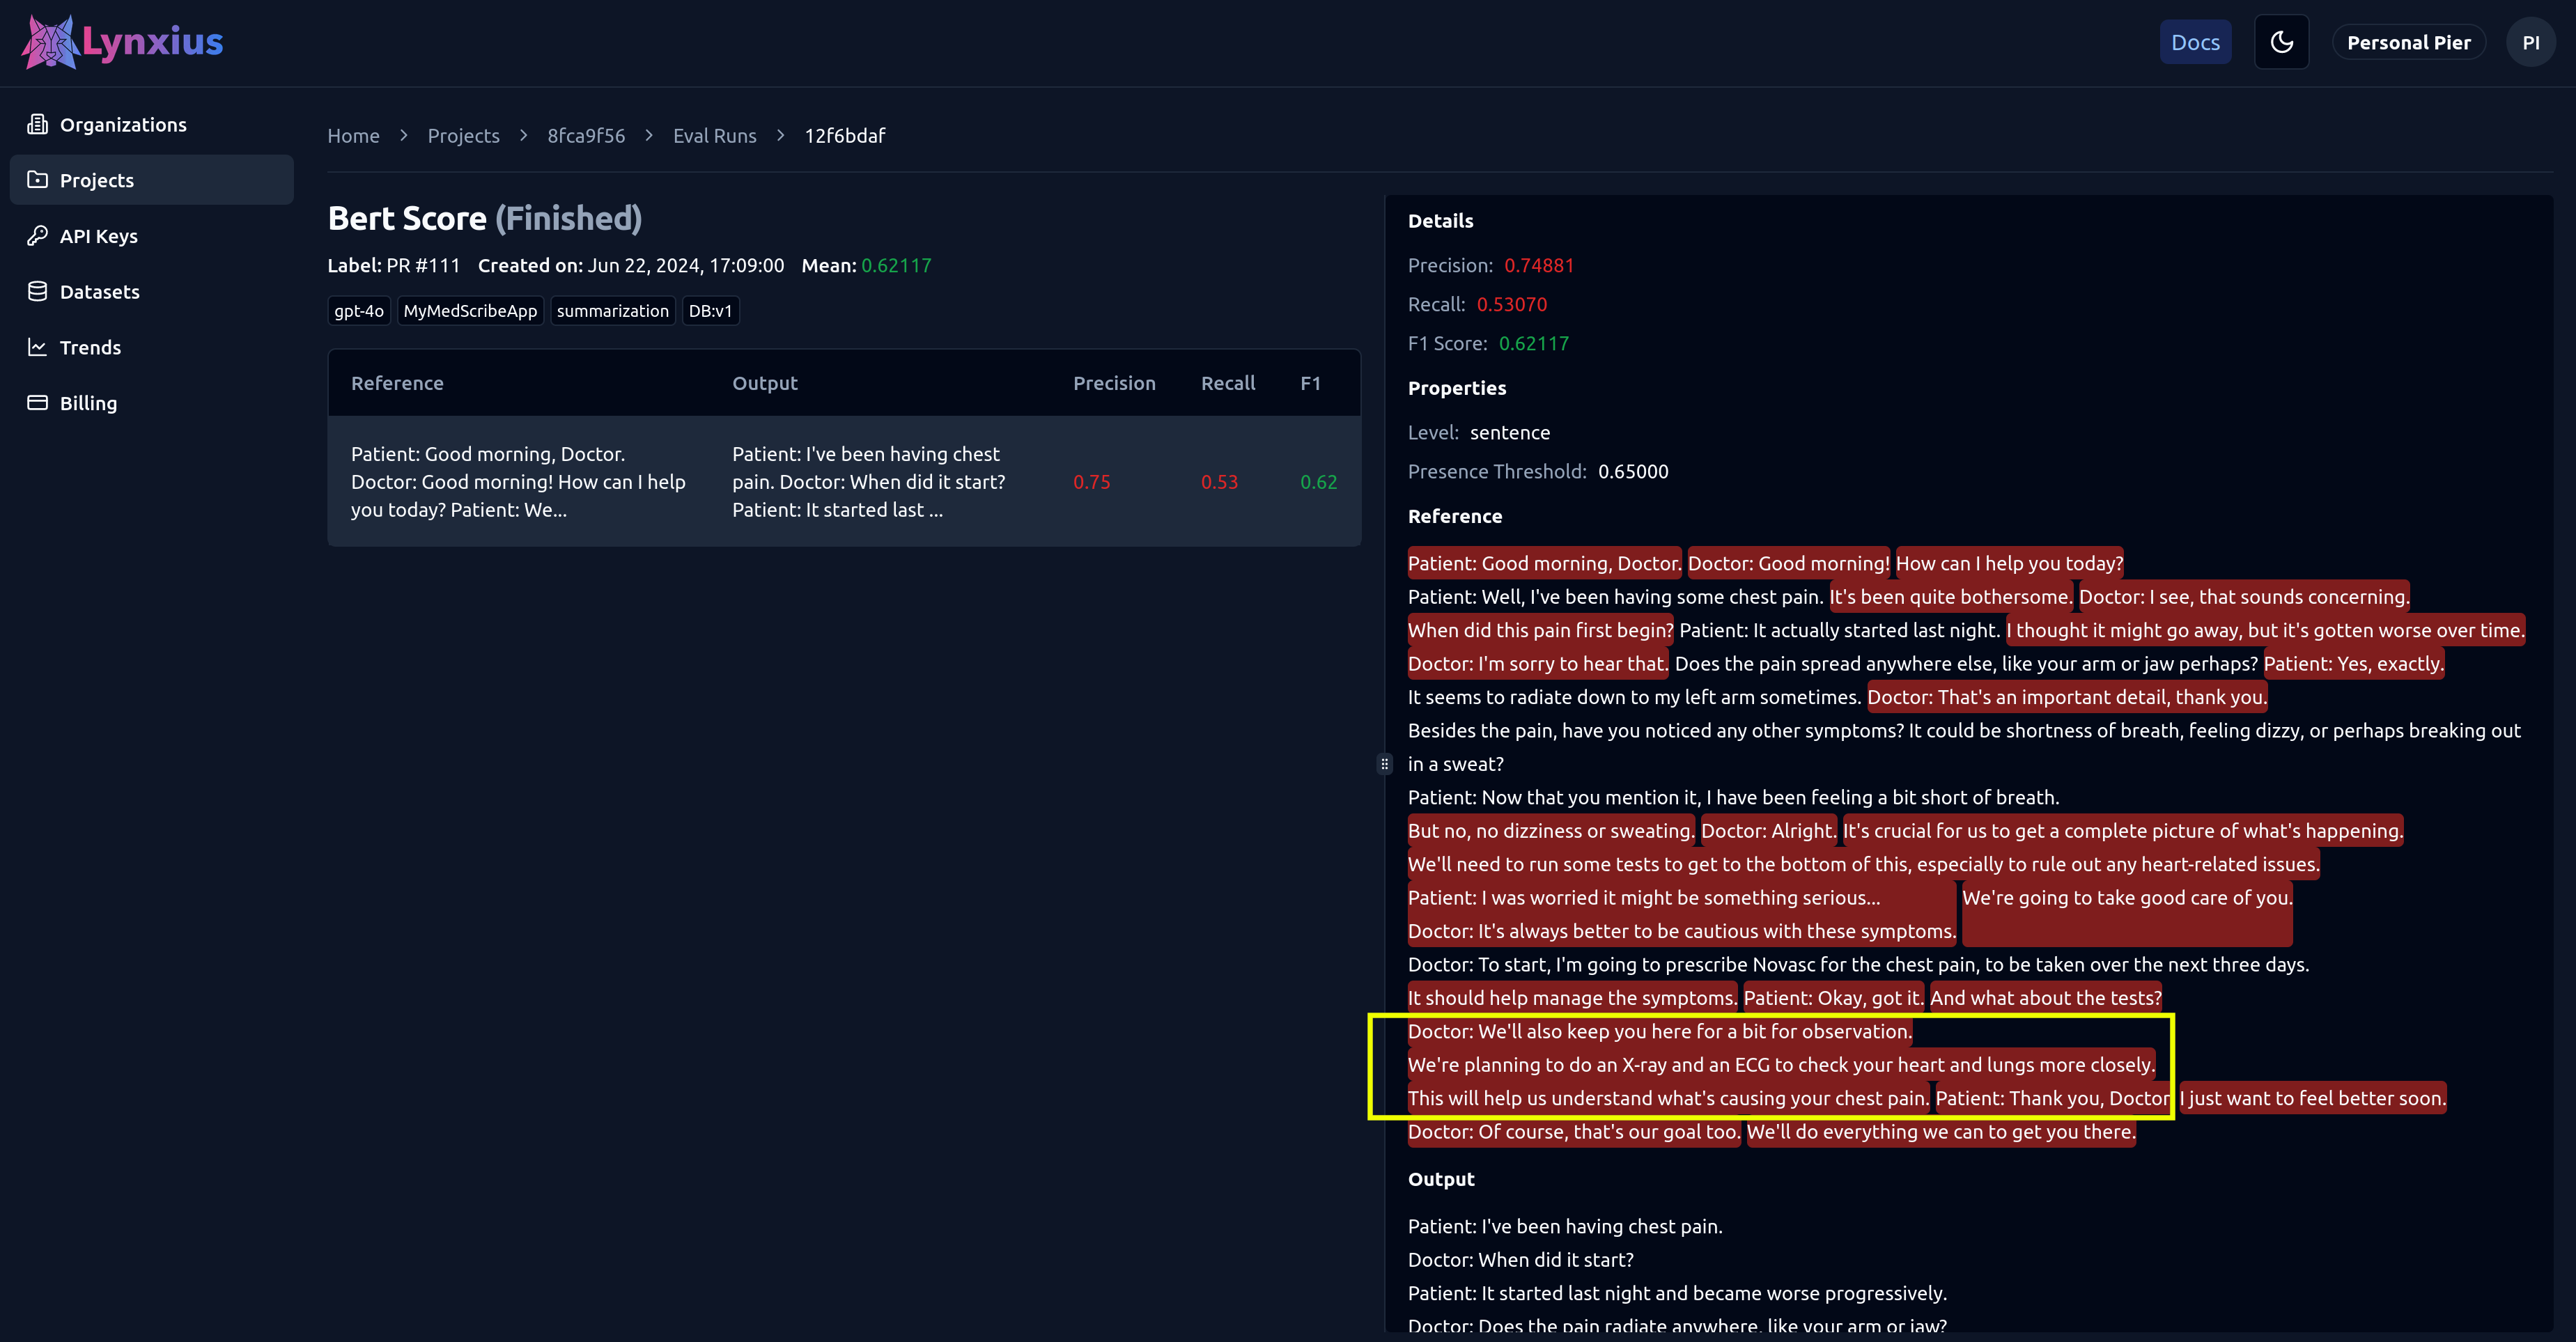 Lynxius
Docs
Personal Pier
PI
Organizations
Projects
API Keys
Datasets
Trends
Billing
Home > Projects > 8fca9f56 > Eval Runs > 12f6bdaf
Bert Score (Finished)
Label: PR #111 Created on: Jun 22, 2024, 17:09:00 Mean: 0.62117
gpt-4o MyMedScribeApp summarization DB:v1
Reference Output Precision Recall F1
Patient: Good morning, Doctor.
Doctor: Good morning! How can I help
you today? Patient: We...
Patient: I've been having chest
pain. Doctor: When did it start?
Patient: It started last ...
0.75 0.53 0.62
Details
Precision: 0.74881
Recall: 0.53070
F1 Score: 0.62117
Properties
Level: sentence
Presence Threshold: 0.65000
Reference
Patient: Good morning, Doctor. Doctor: Good morning! How can I help you today?
Patient: Well, I've been having some chest pain. It's been quite bothersome. Doctor: I see, that sounds concerning.
When did this pain first begin? Patient: It actually started last night. I thought it might go away, but it's gotten worse over time.
Doctor: I'm sorry to hear that. Does the pain spread anywhere else, like your arm or jaw perhaps? Patient: Yes, exactly.
It seems to radiate down to my left arm sometimes. Doctor: That's an important detail, thank you.
Besides the pain, have you noticed any other symptoms? It could be shortness of breath, feeling dizzy, or perhaps breaking out
in a sweat?
Patient: Now that you mention it, I have been feeling a bit short of breath.
But no, no dizziness or sweating. Doctor: Alright. It's crucial for us to get a complete picture of what's happening.
We'll need to run some tests to get to the bottom of this, especially to rule out any heart-related issues.
Patient: I was worried it might be something serious... We're going to take good care of you.
Doctor: It's always better to be cautious with these symptoms.
Doctor: To start, I'm going to prescribe Novasc for the chest pain, to be taken over the next three days.
It should help manage the symptoms. Patient: Okay, got it. And what about the tests?
Doctor: We'll also keep you here for a bit for observation.
We're planning to do an X-ray and an ECG to check your heart and lungs more closely.
This will help us understand what's causing your chest pain. Patient: Thank you, Doctor I just want to feel better soon.
Doctor: Of course, that's our goal too. We'll do everything we can to get you there.
Output
Patient: I've been having chest pain.
Doctor: When did it start?
Patient: It started last night and became worse progressively.
Doctor: Does the pain radiate anywhere, like your arm or jaw?